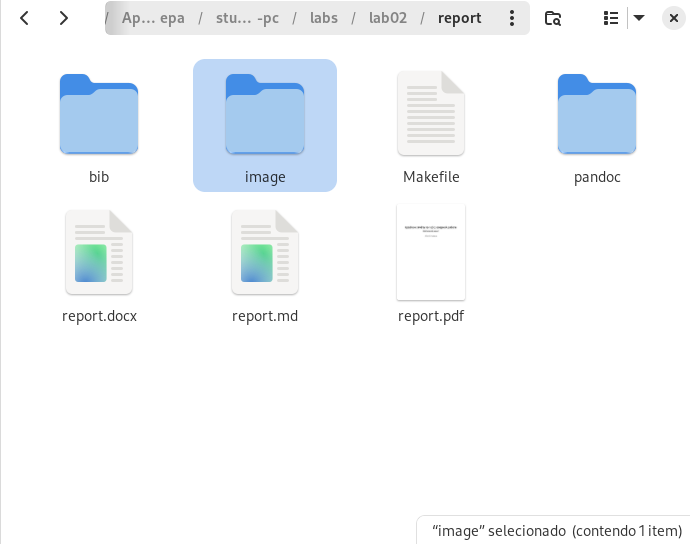 / Ap... epa / stu... -pc / labs / lab02 / report
bib
image
Makefile
pandoc
report.docx
report.md
report.pdf
“image” selecionado (contendo 1 item)